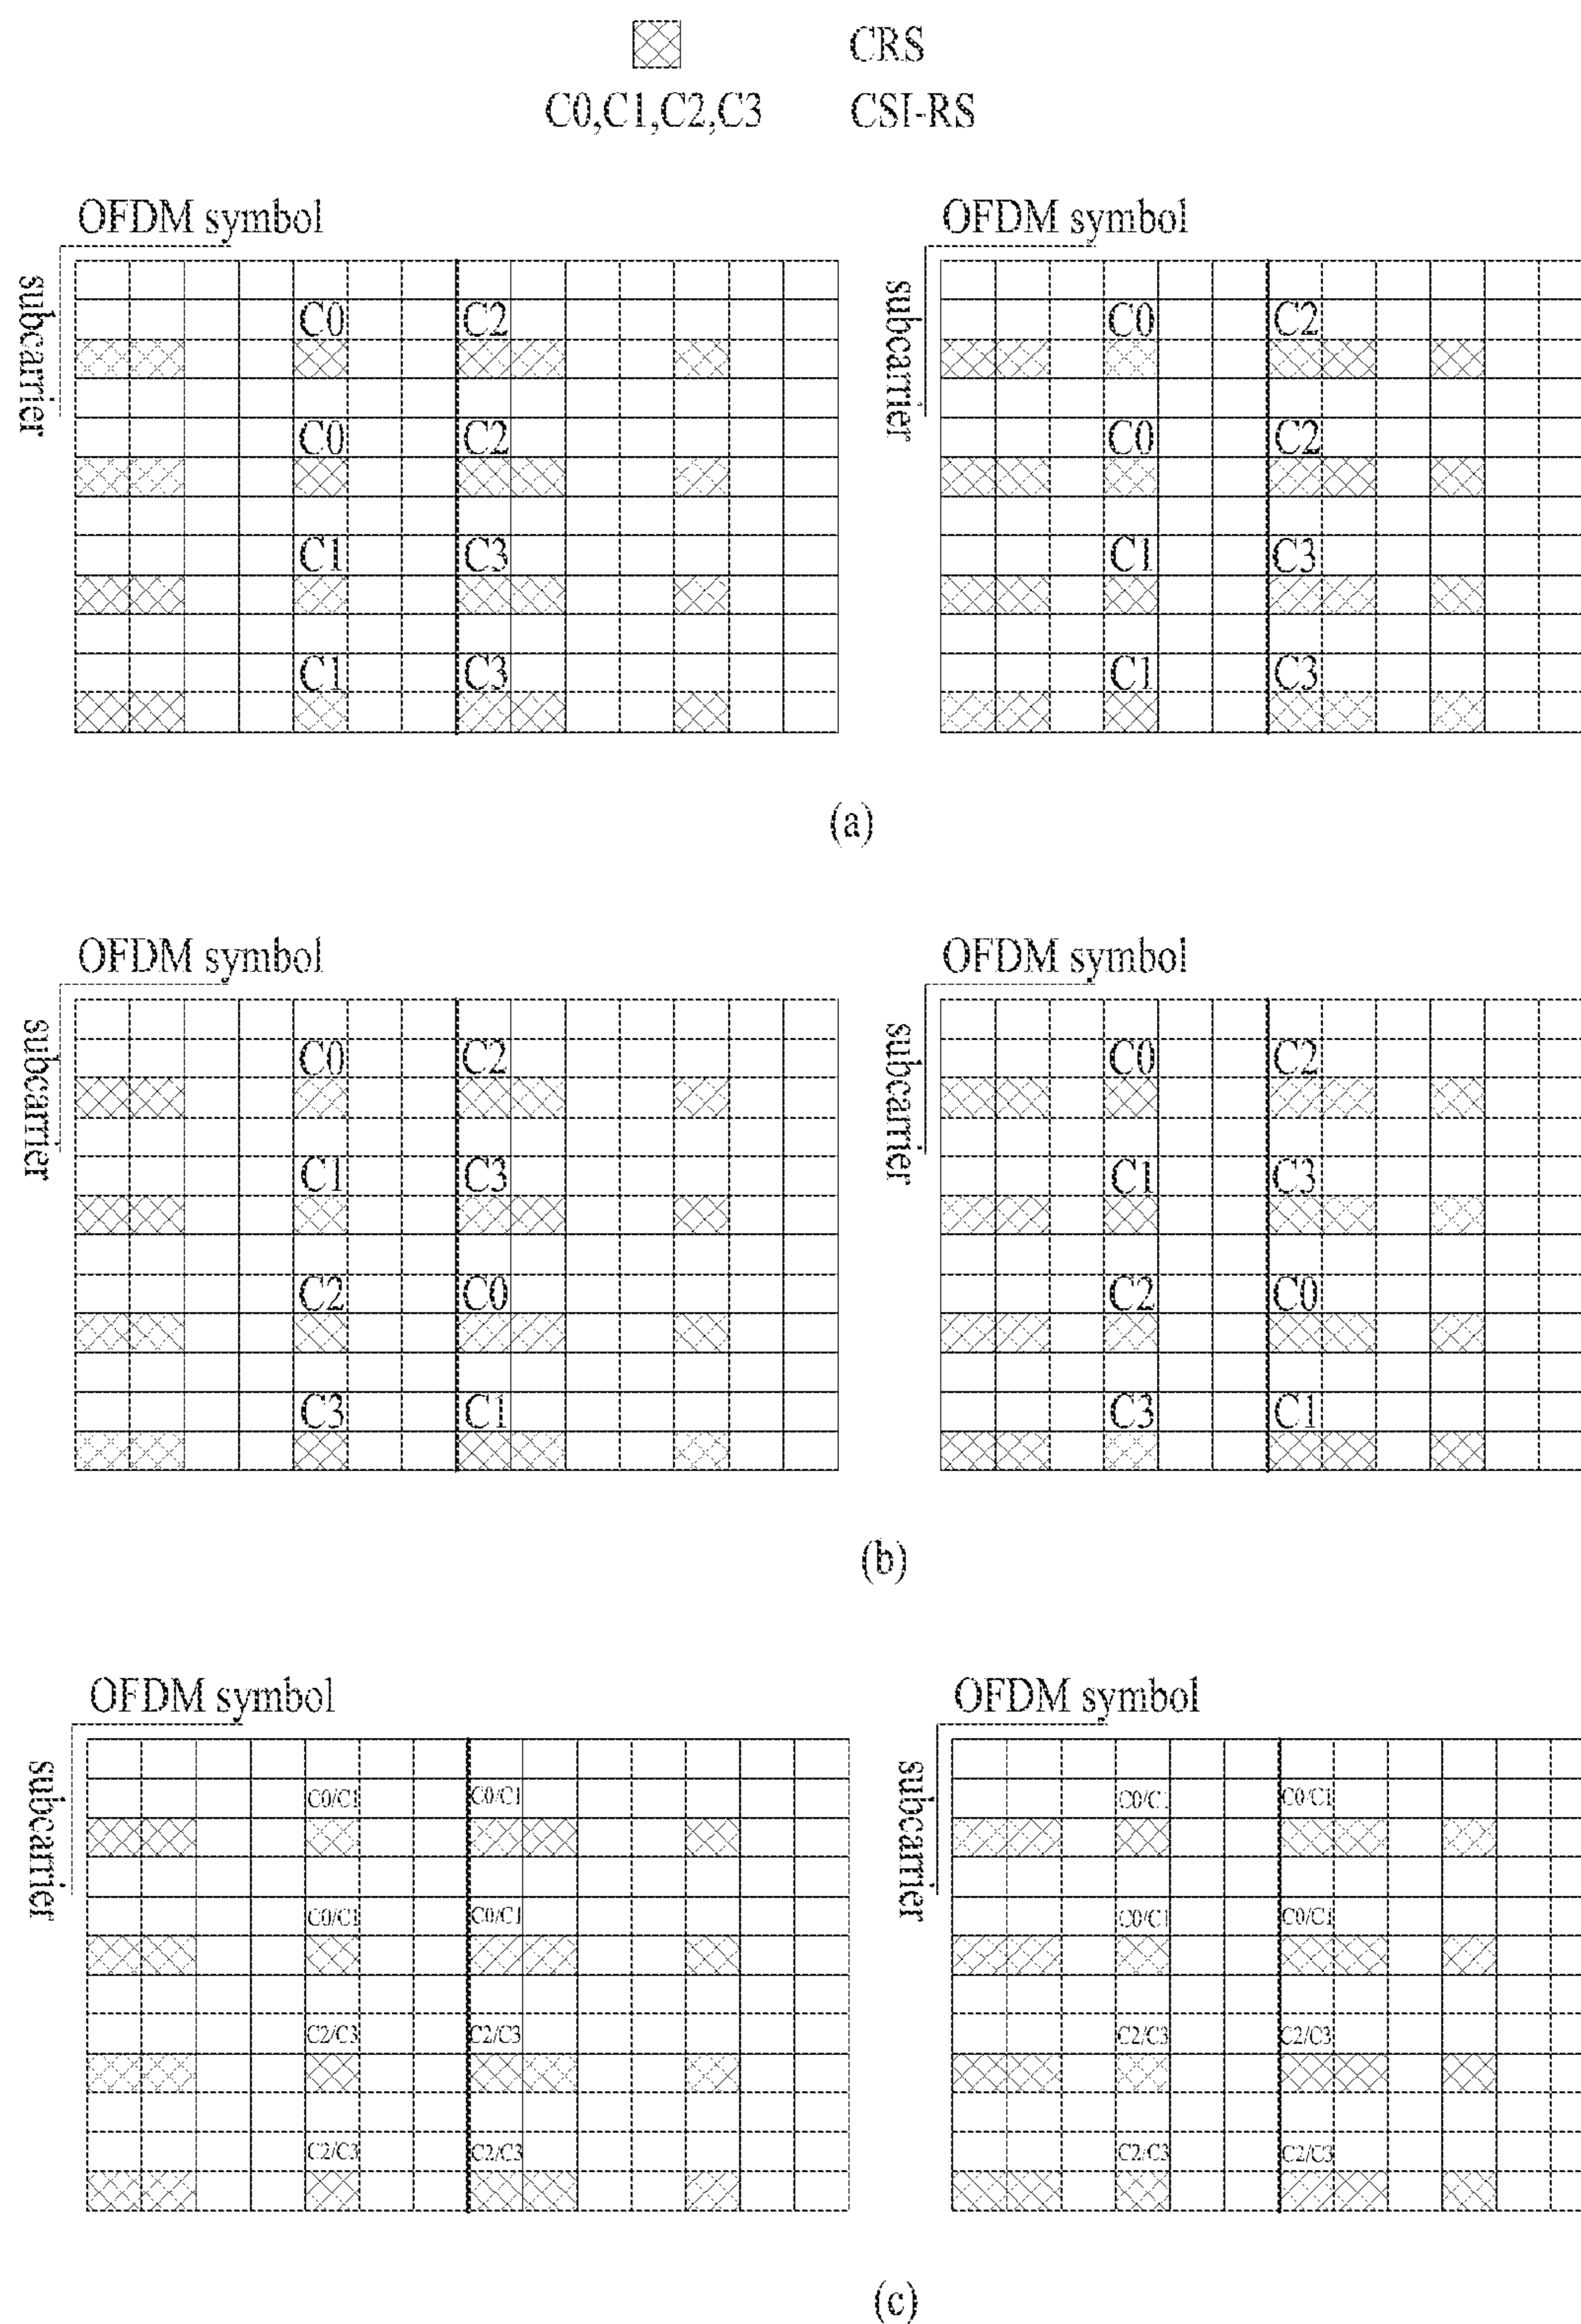 CRS
C0,C1,C2,C3 CSI-RS
OFDM symbol OFDM symbol
subcarrier subcarrier
C0 C2 C0 C2
C0 C2 C0 C2
C1 C3 C1 C3
C1 C3 C1 C3
(a)
OFDM symbol OFDM symbol
subcarrier subcarrier
C0 C2 C0 C2
C1 C3 C1 C3
C2 C0 C2 C0
C3 C1 C3 C1
(b)
OFDM symbol OFDM symbol
subcarrier subcarrier
C0/C1 C0/C1 C0/C1 C0/C1
C0/C1 C0/C1 C0/C1 C0/C1
C2/C3 C2/C3 C2/C3 C2/C3
C2/C3 C2/C3 C2/C3 C2/C3
(c)